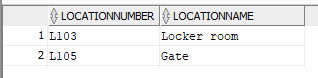 LOCATIONNUMBER LOCATIONNAME
1 L103 Locker room
2 L105 Gate